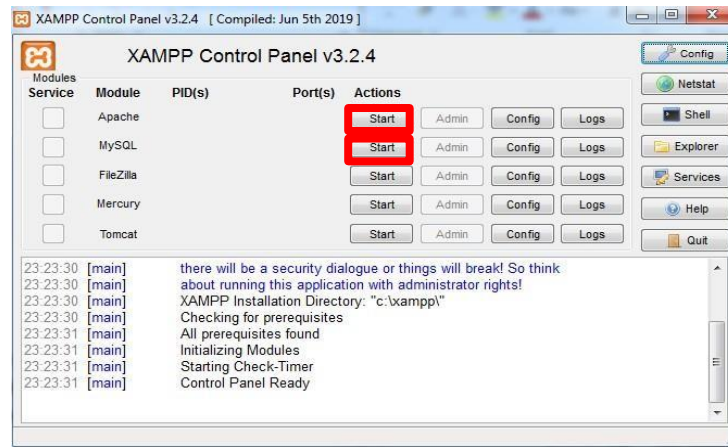 XAMPP Control Panel v3.2.4 [ Compiled: Jun 5th 2019 ]
XAMPP Control Panel v3.2.4
Config
Modules
Service Module PID(s) Port(s) Actions
Netstat
Apache Start Admin Config Logs
Shell
MySQL Start Admin Config Logs
Explorer
FileZilla Start Admin Config Logs
Services
Mercury Start Admin Config Logs
Help
Tomcat Start Admin Config Logs
Quit
23:23:30 [main] there will be a security dialogue or things will break! So think
23:23:30 [main] about running this application with administrator rights!
23:23:30 [main] XAMPP Installation Directory: "c:\xampp\"
23:23:30 [main] Checking for prerequisites
23:23:31 [main] All prerequisites found
23:23:31 [main] Initializing Modules
23:23:31 [main] Starting Check-Timer
23:23:31 [main] Control Panel Ready